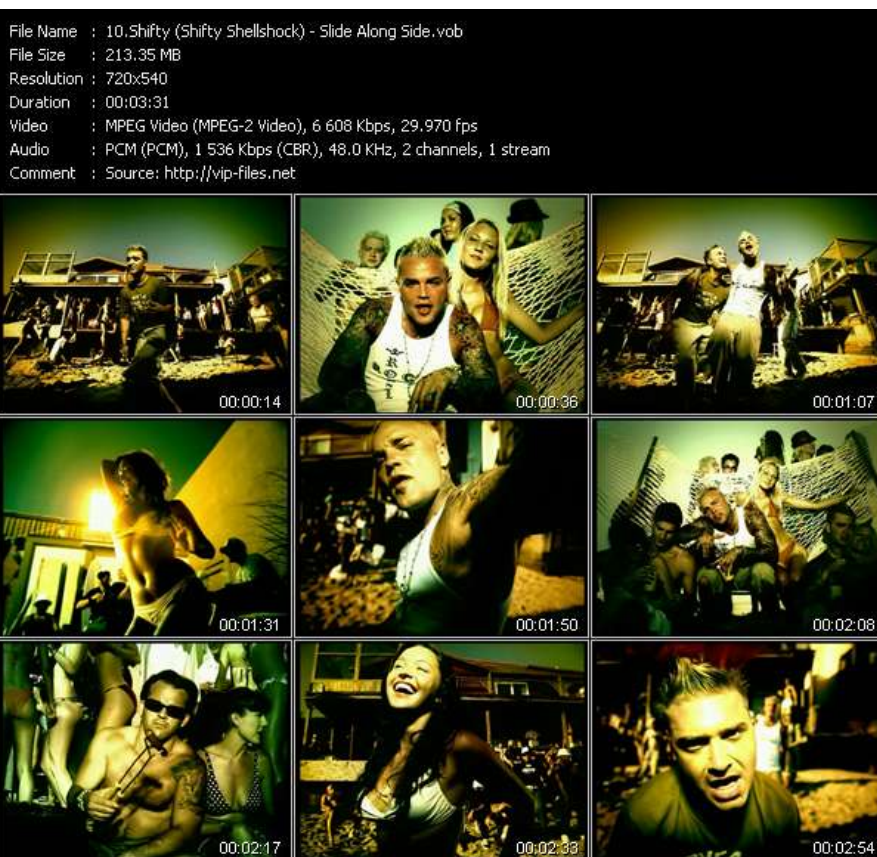 File Name : 10.Shifty (Shifty Shellshock) - Slide Along Side.vob
File Size : 213.35 MB
Resolution : 720x540
Duration : 00:03:31
Video : MPEG Video (MPEG-2 Video), 6 608 Kbps, 29.970 fps
Audio : PCM (PCM), 1 536 Kbps (CBR), 48.0 KHz, 2 channels, 1 stream
Comment : Source: http://vip-files.net
00:00:14
00:00:36
00:01:07
00:01:31
00:01:50
00:02:08
00:02:17
00:02:33
00:02:54